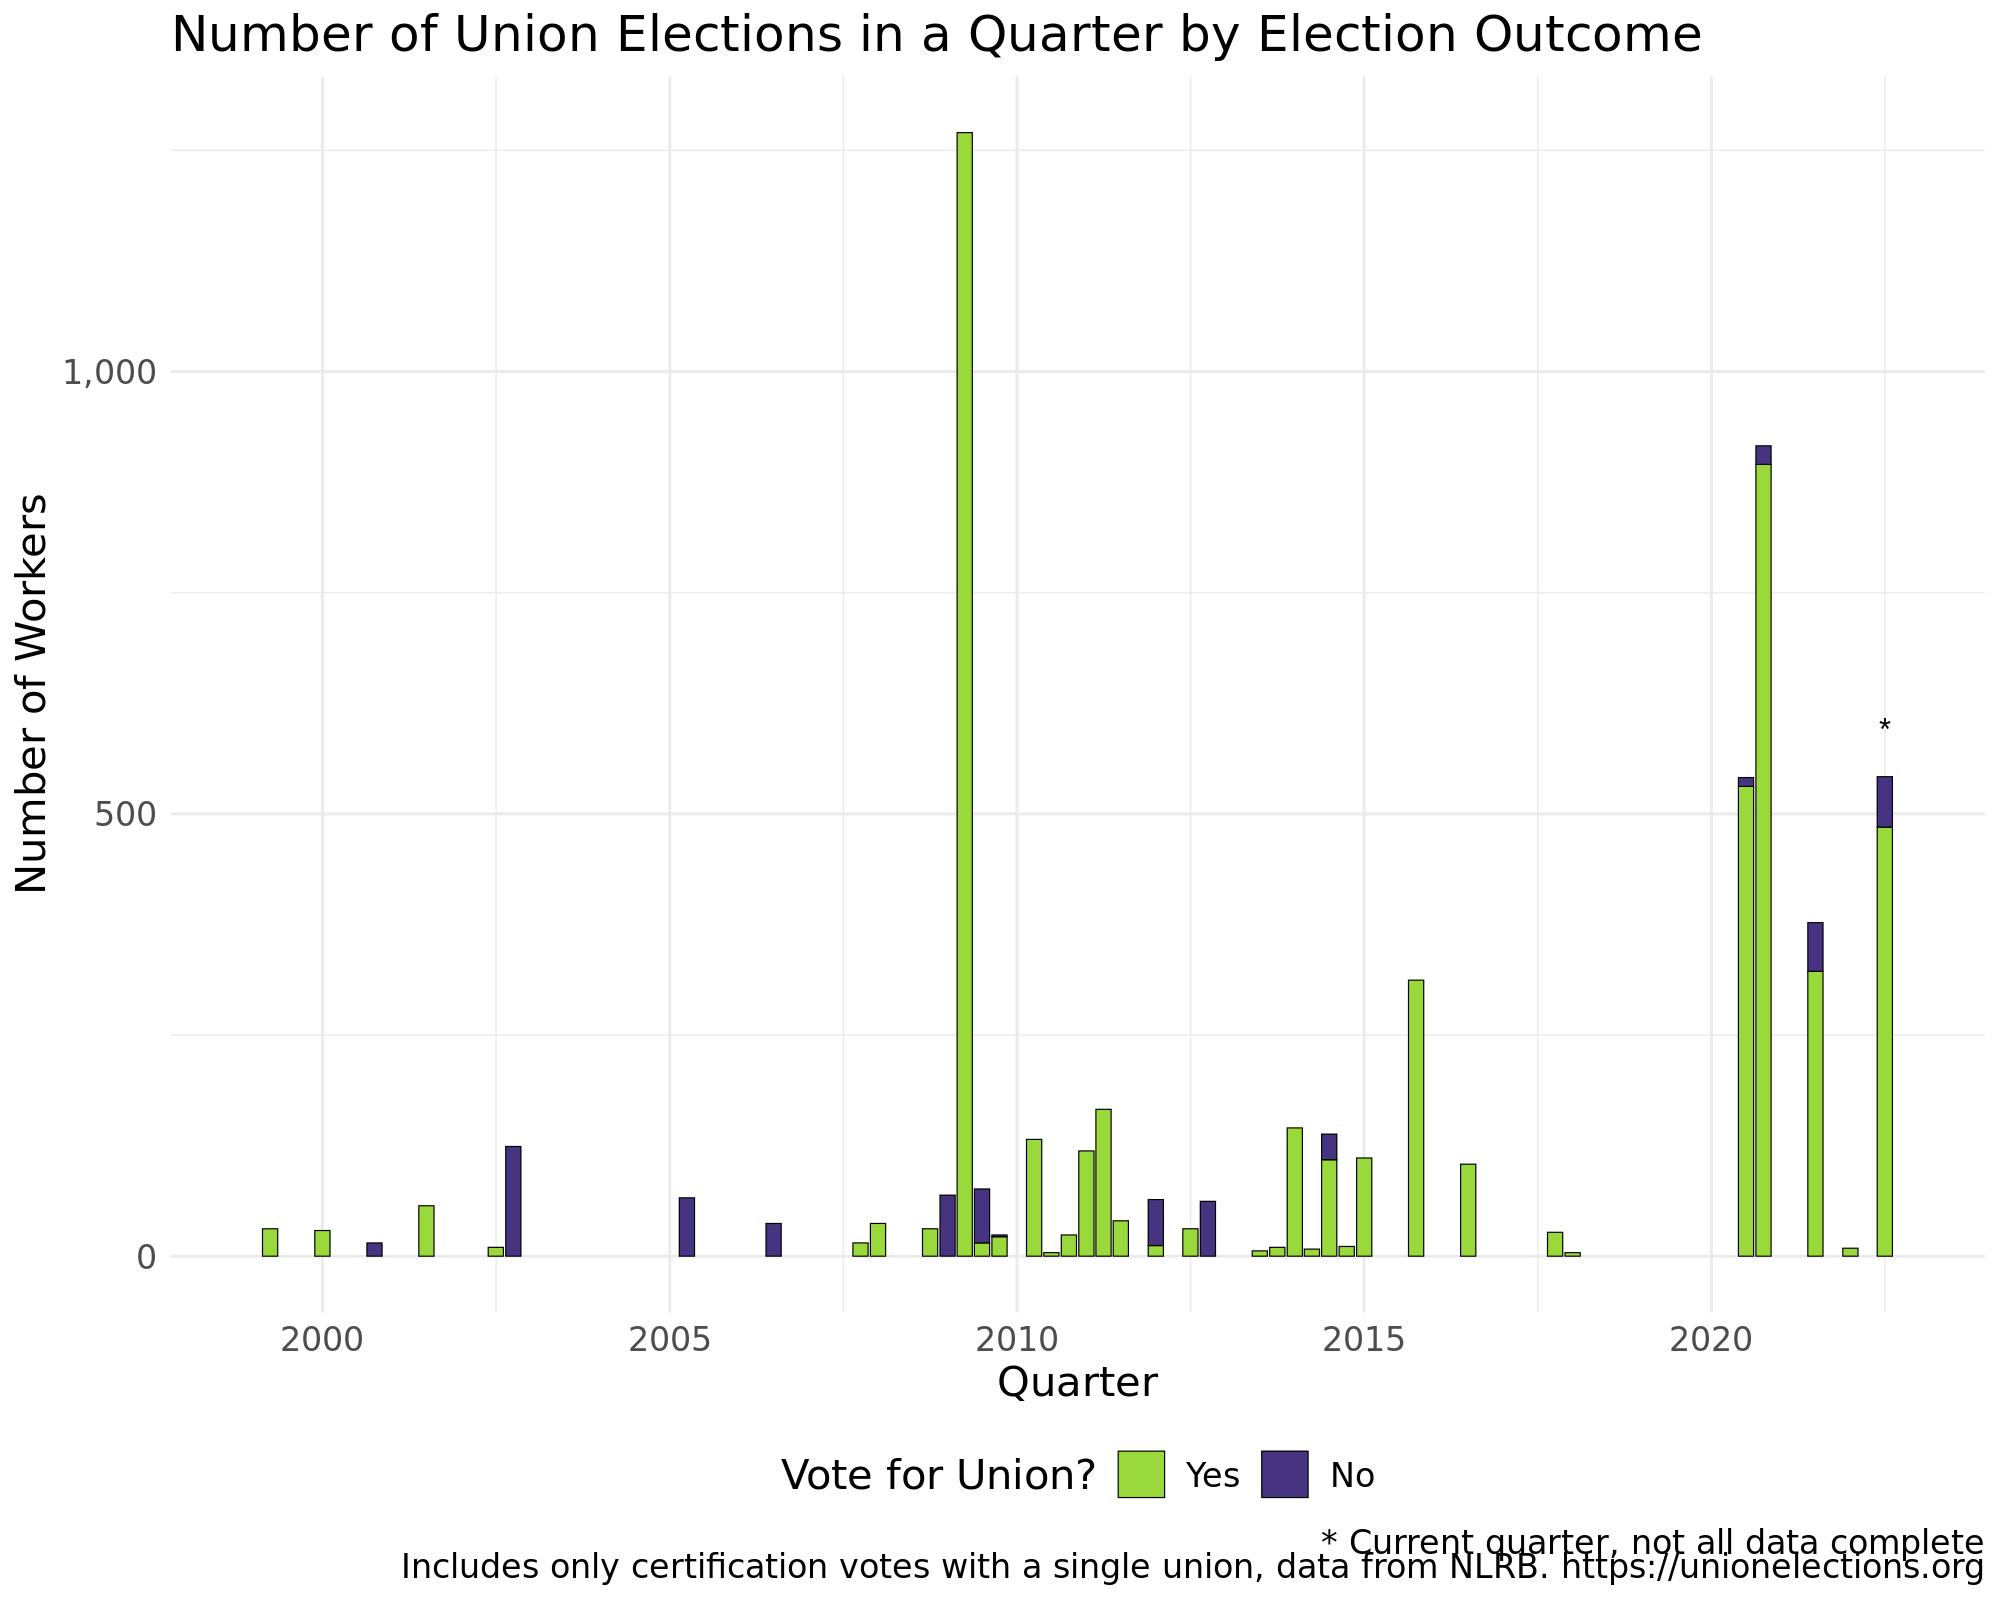 Number of Union Elections in a Quarter by Election Outcome
Number of Workers
1,000
500
0
*
2000 2005 2010 2015 2020
Quarter
Vote for Union? Yes No
* Current quarter, not all data complete
Includes only certification votes with a single union, data from NLRB. https://unionelections.org